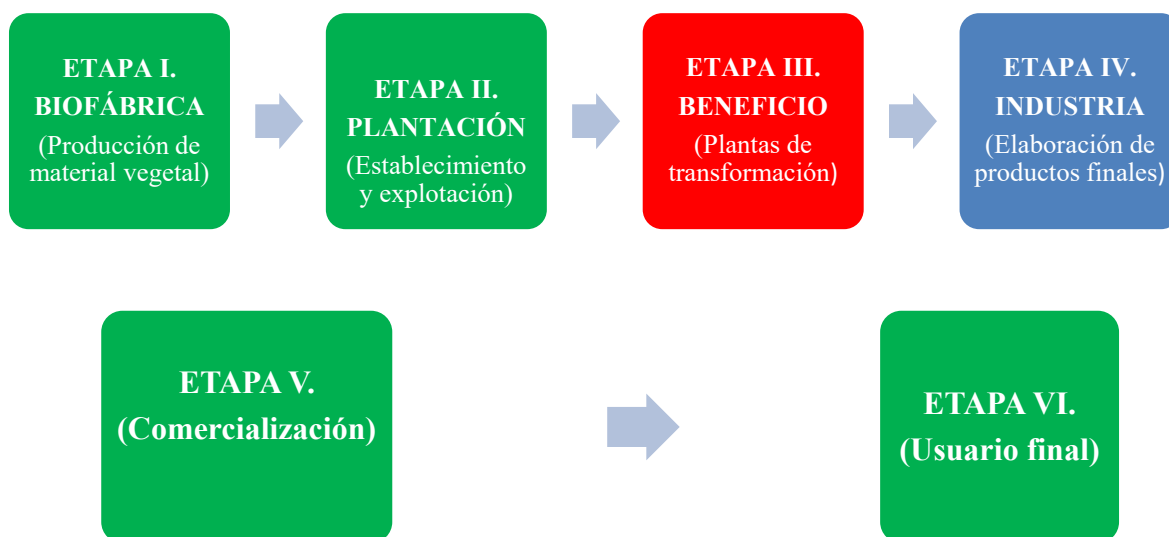 ETAPA I.
BIOFÁBRICA
(Producción de
material vegetal)
ETAPA II.
PLANTACIÓN
(Establecimiento
y explotación)
ETAPA III.
BENEFICIO
(Plantas de
transformación)
ETAPA IV.
INDUSTRIA
(Elaboración de
productos finales)
ETAPA V.
(Comercialización)
ETAPA VI.
(Usuario final)